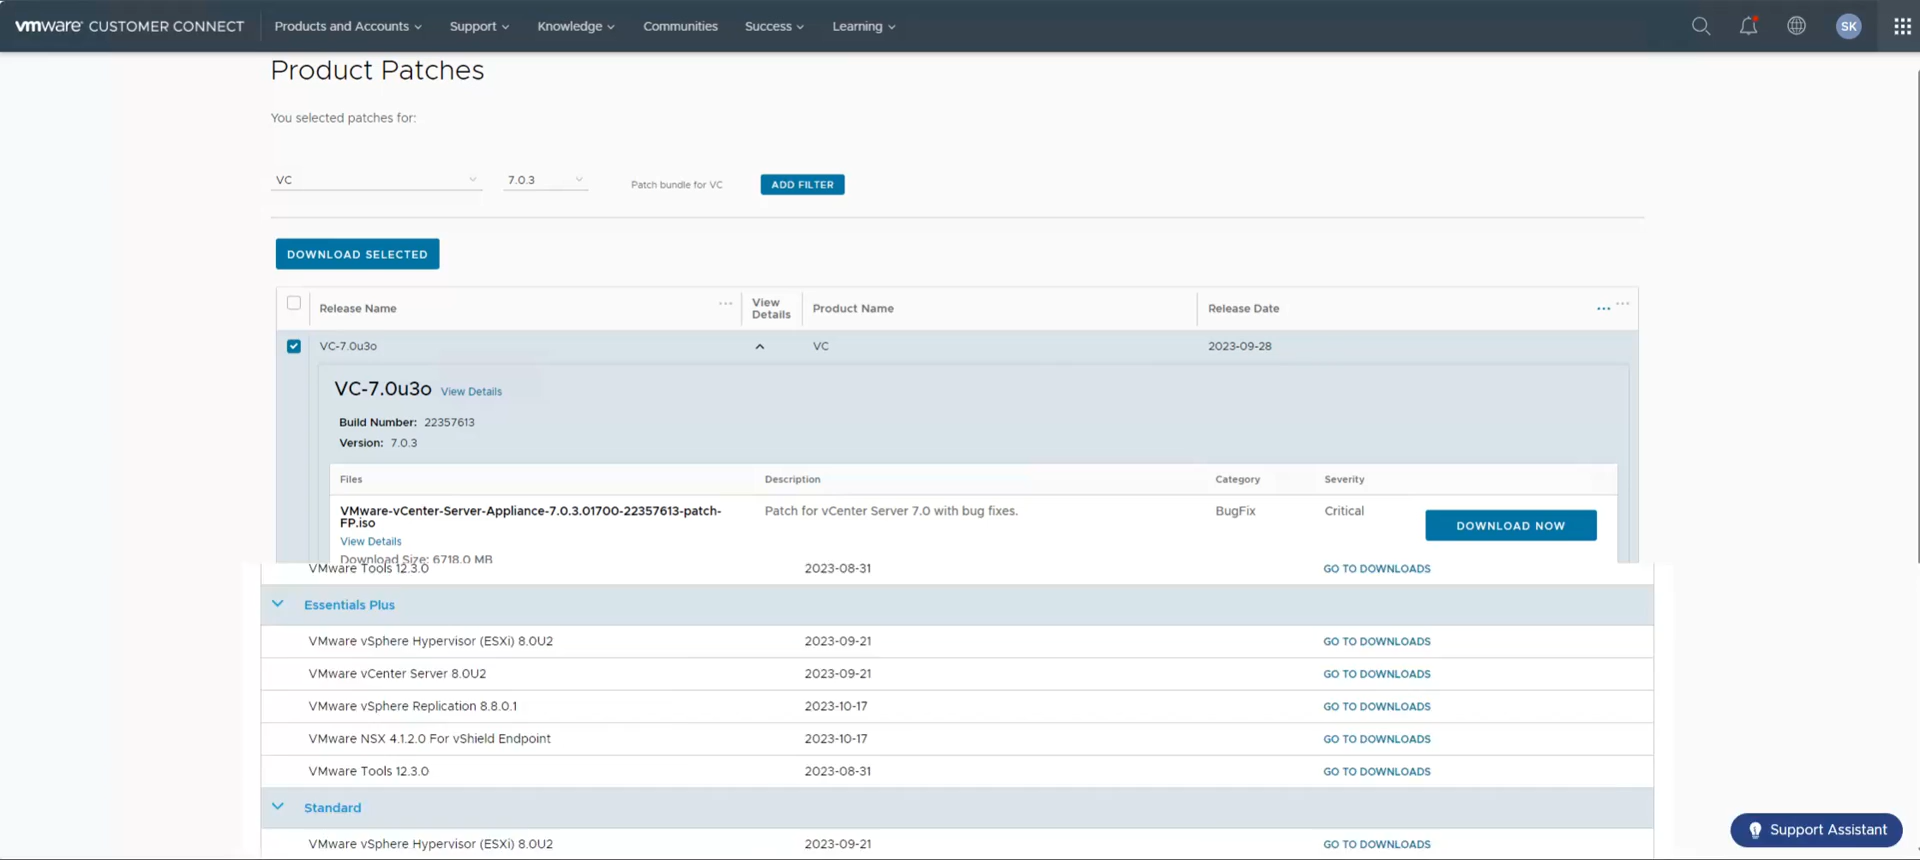 vmware CUSTOMER CONNECT Products and Accounts Support Knowledge Communities Success Learning SK
Product Patches
You selected patches for:
VC 7.0.3 Patch bundle for VC ADD FILTER
DOWNLOAD SELECTED
Release Name ... View Details Product Name Release Date ... ...
VC-7.0u3o VC 2023-09-28
VC-7.0u3o View Details
Build Number: 22357613
Version: 7.0.3
Files Description Category Severity
VMware-vCenter-Server-Appliance-7.0.3.01700-22357613-patch- Patch for vCenter Server 7.0 with bug fixes. BugFix Critical
FP.iso DOWNLOAD NOW
View Details
Download Size: 6718.0 MB
VMware Tools 12.3.0 2023-08-31 GO TO DOWNLOADS
Essentials Plus
VMware vSphere Hypervisor (ESXi) 8.0U2 2023-09-21 GO TO DOWNLOADS
VMware vCenter Server 8.0U2 2023-09-21 GO TO DOWNLOADS
VMware vSphere Replication 8.8.0.1 2023-10-17 GO TO DOWNLOADS
VMware NSX 4.1.2.0 For vShield Endpoint 2023-10-17 GO TO DOWNLOADS
VMware Tools 12.3.0 2023-08-31 GO TO DOWNLOADS
Standard
VMware vSphere Hypervisor (ESXi) 8.0U2 2023-09-21 GO TO DOWNLOADS
Support Assistant